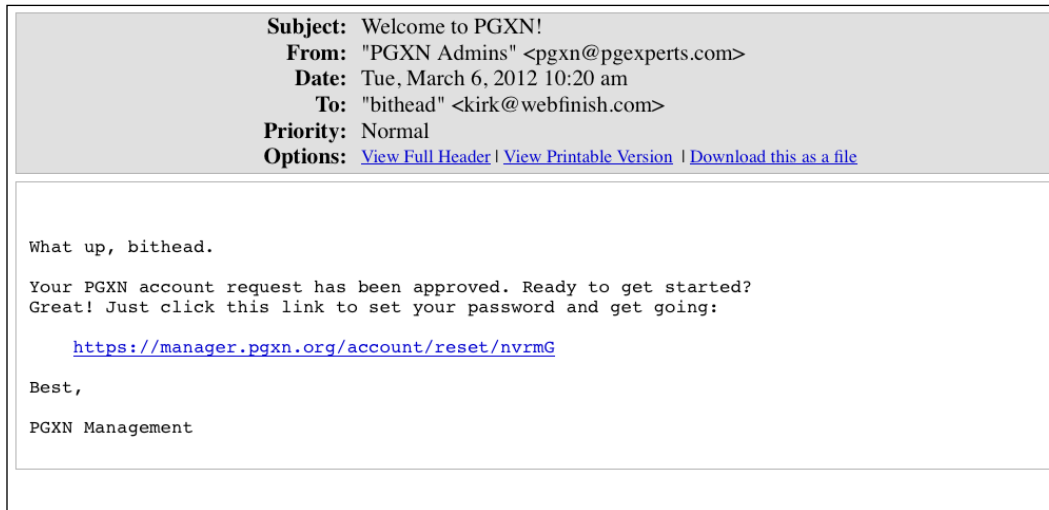 Subject: Welcome to PGXN!
From: "PGXN Admins" <pgxn@pgexperts.com>
Date: Tue, March 6, 2012 10:20 am
To: "bithead" <kirk@webfinish.com>
Priority: Normal
Options: View Full Header | View Printable Version | Download this as a file
What up, bithead.
Your PGXN account request has been approved. Ready to get started?
Great! Just click this link to set your password and get going:
https://manager.pgxn.org/account/reset/nvrmG
Best,
PGXN Management